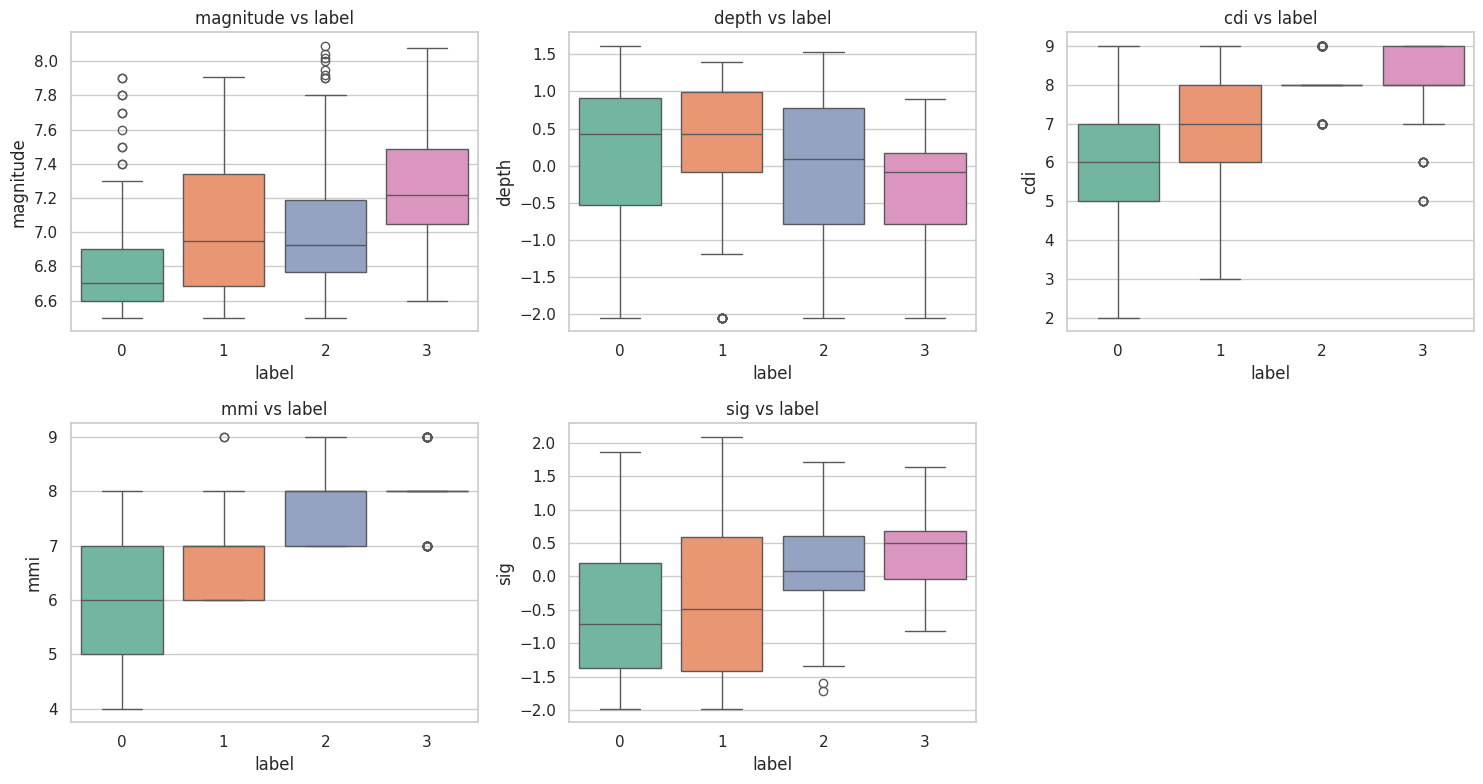 magnitude vs label
magnitude
8.0
7.8
7.6
7.4
7.2
7.0
6.8
6.6
0 1 2 3
label
depth vs label
depth
1.5
1.0
0.5
0.0
−0.5
−1.0
−1.5
−2.0
0 1 2 3
label
cdi vs label
cdi
9
8
7
6
5
4
3
2
0 1 2 3
label
mmi vs label
mmi
9
8
7
6
5
4
0 1 2 3
label
sig vs label
sig
2.0
1.5
1.0
0.5
0.0
−0.5
−1.0
−1.5
−2.0
0 1 2 3
label